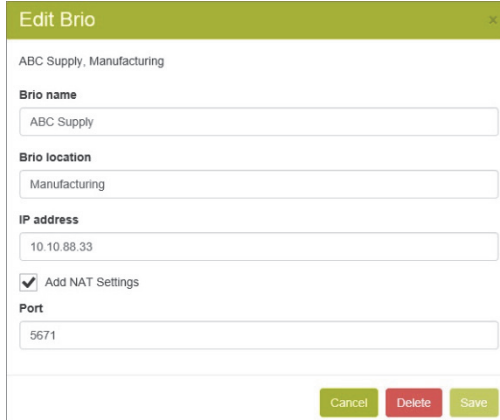 Edit Brio
×
ABC Supply, Manufacturing
Brio name
ABC Supply
Brio location
Manufacturing
IP address
10.10.88.33
Add NAT Settings
Port
5671
Cancel Delete Save